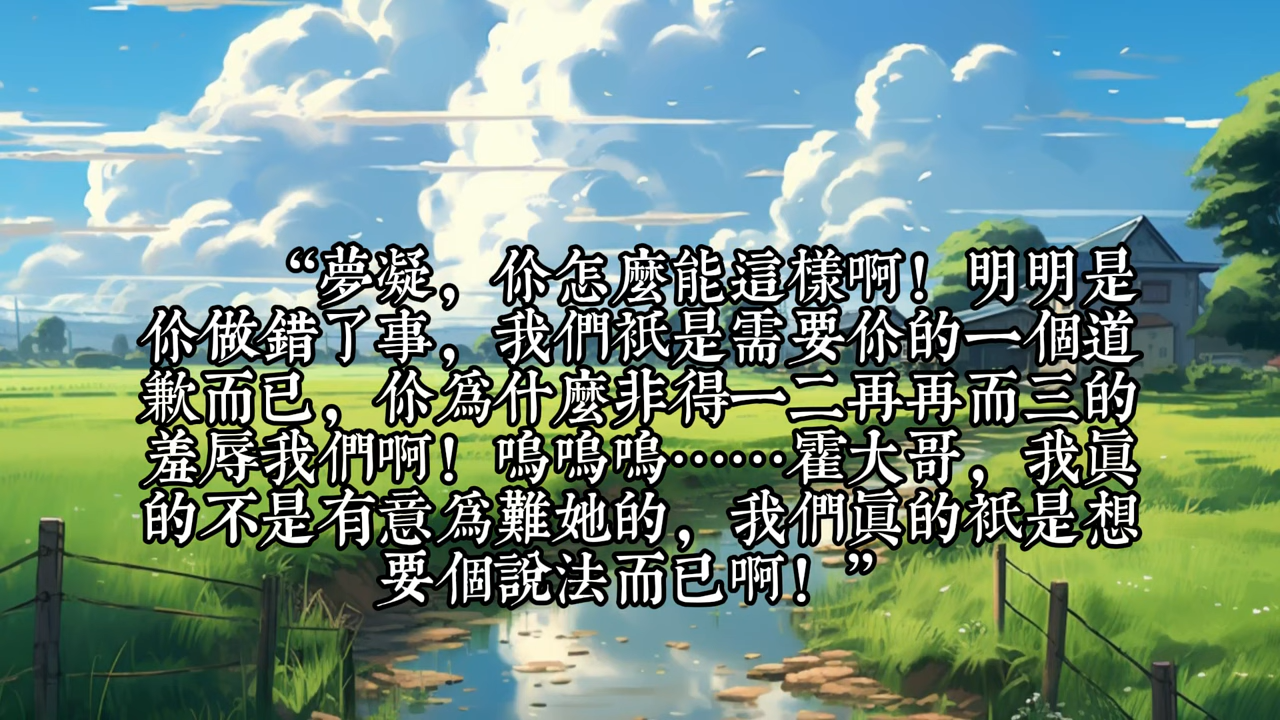 “夢凝，伱怎麼能這樣啊！明明是
伱做錯了事，我們衹是需要你的一個道
歉而已，伱爲什麼非得一二再再而三的
羞辱我們啊！嗚嗚嗚……霍大哥，我眞
的不是有意爲難她的，我們眞的衹是想
要個說法而已啊！”